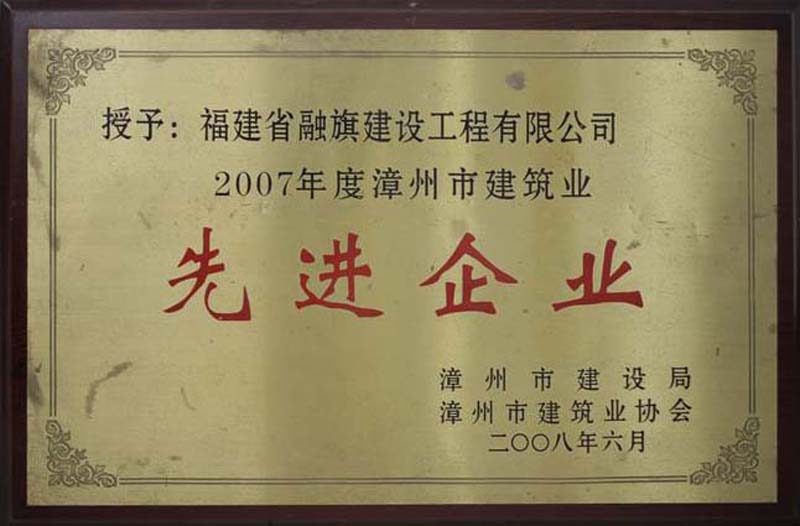 授予：福建省融旗建设工程有限公司
2007年度漳州市建筑业
先进企业
漳州市建设局
漳州市建筑业协会
二〇〇八年六月